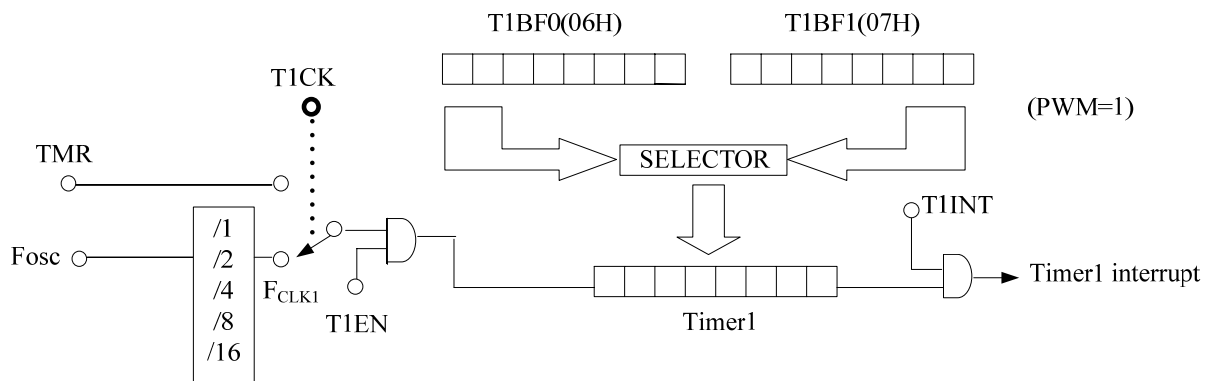 T1BF0(06H)
T1BF1(07H)
T1CK
(PWM=1)
TMR
SELECTOR
T1INT
/1
Fosc
/2
/4
/8
/16
FCLK1
T1EN
Timer1
Timer1 interrupt